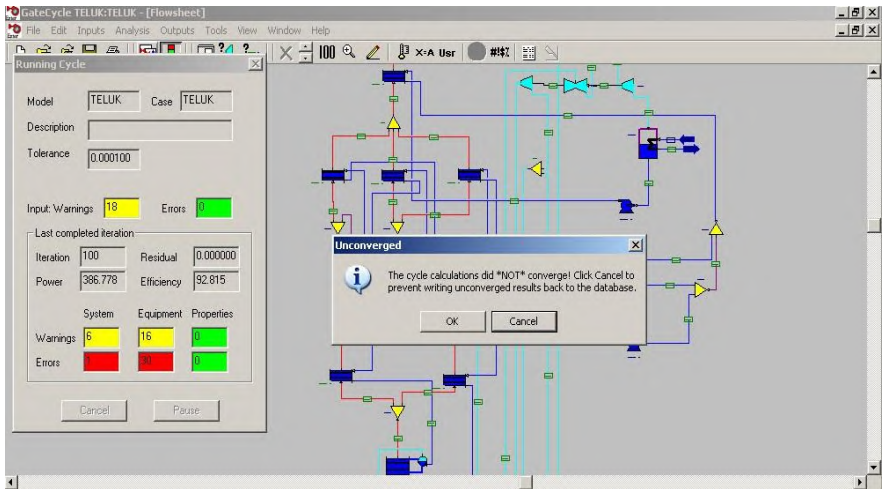 GateCycle TELUK:TELUK - [Flowsheet]
File Edit Inputs Analysis Outputs Tools View Window Help
100 X=A Usr #!$?
Running Cycle
Model TELUK Case TELUK
Description
Tolerance 0.000100
Input: Warnings 18 Errors 0
Last completed iteration
Iteration 100 Residual 0.000000
Power 386.778 Efficiency 92.815
System Equipment Properties
Warnings 6 16 0
Errors 1 30 0
Cancel Pause
Unconverged
The cycle calculations did *NOT* converge! Click Cancel to
prevent writing unconverged results back to the database.
OK Cancel